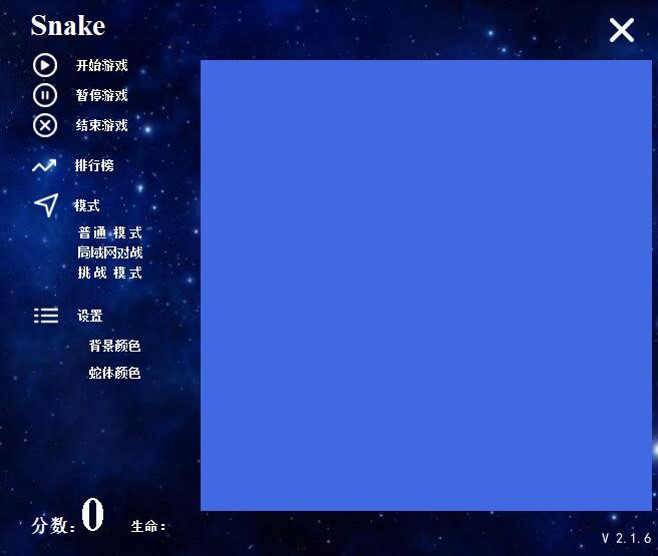 Snake
开始游戏
暂停游戏
结束游戏
排行榜
模式
普通 模式
局域网对战
挑战 模式
设置
背景颜色
蛇体颜色
分数: 0 生命:
V 2.1.6